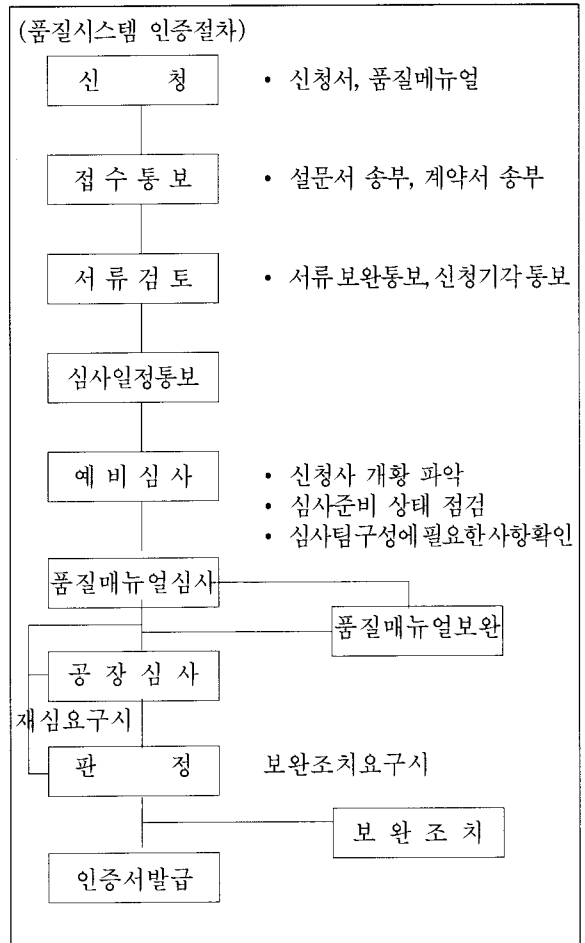 (품질시스템 인증절차)
신 청
• 신청서, 품질메뉴얼
접 수 통 보
• 설문서 송부, 계약서 송부
서 류 검 토
• 서류 보완통보, 신청기각 통보
심사일정통보
예 비 심 사
• 신청사 개황 파악
• 심사준비 상태 점검
• 심사팀구성에 필요한사항확인
품질매뉴얼심사
품질매뉴얼보완
공 장 심 사
재심요구시
판 정
보완조치요구시
보 완 조 치
인증서발급